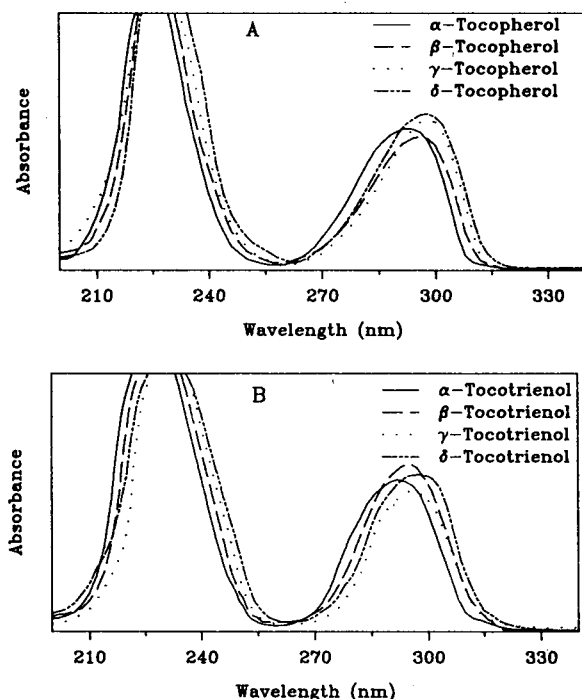 A
α-Tocopherol
β-Tocopherol
γ-Tocopherol
δ-Tocopherol
Absorbance
210 240 270 300 330
Wavelength (nm)
B
α-Tocotrienol
β-Tocotrienol
γ-Tocotrienol
δ-Tocotrienol
Absorbance
210 240 270 300 330
Wavelength (nm)